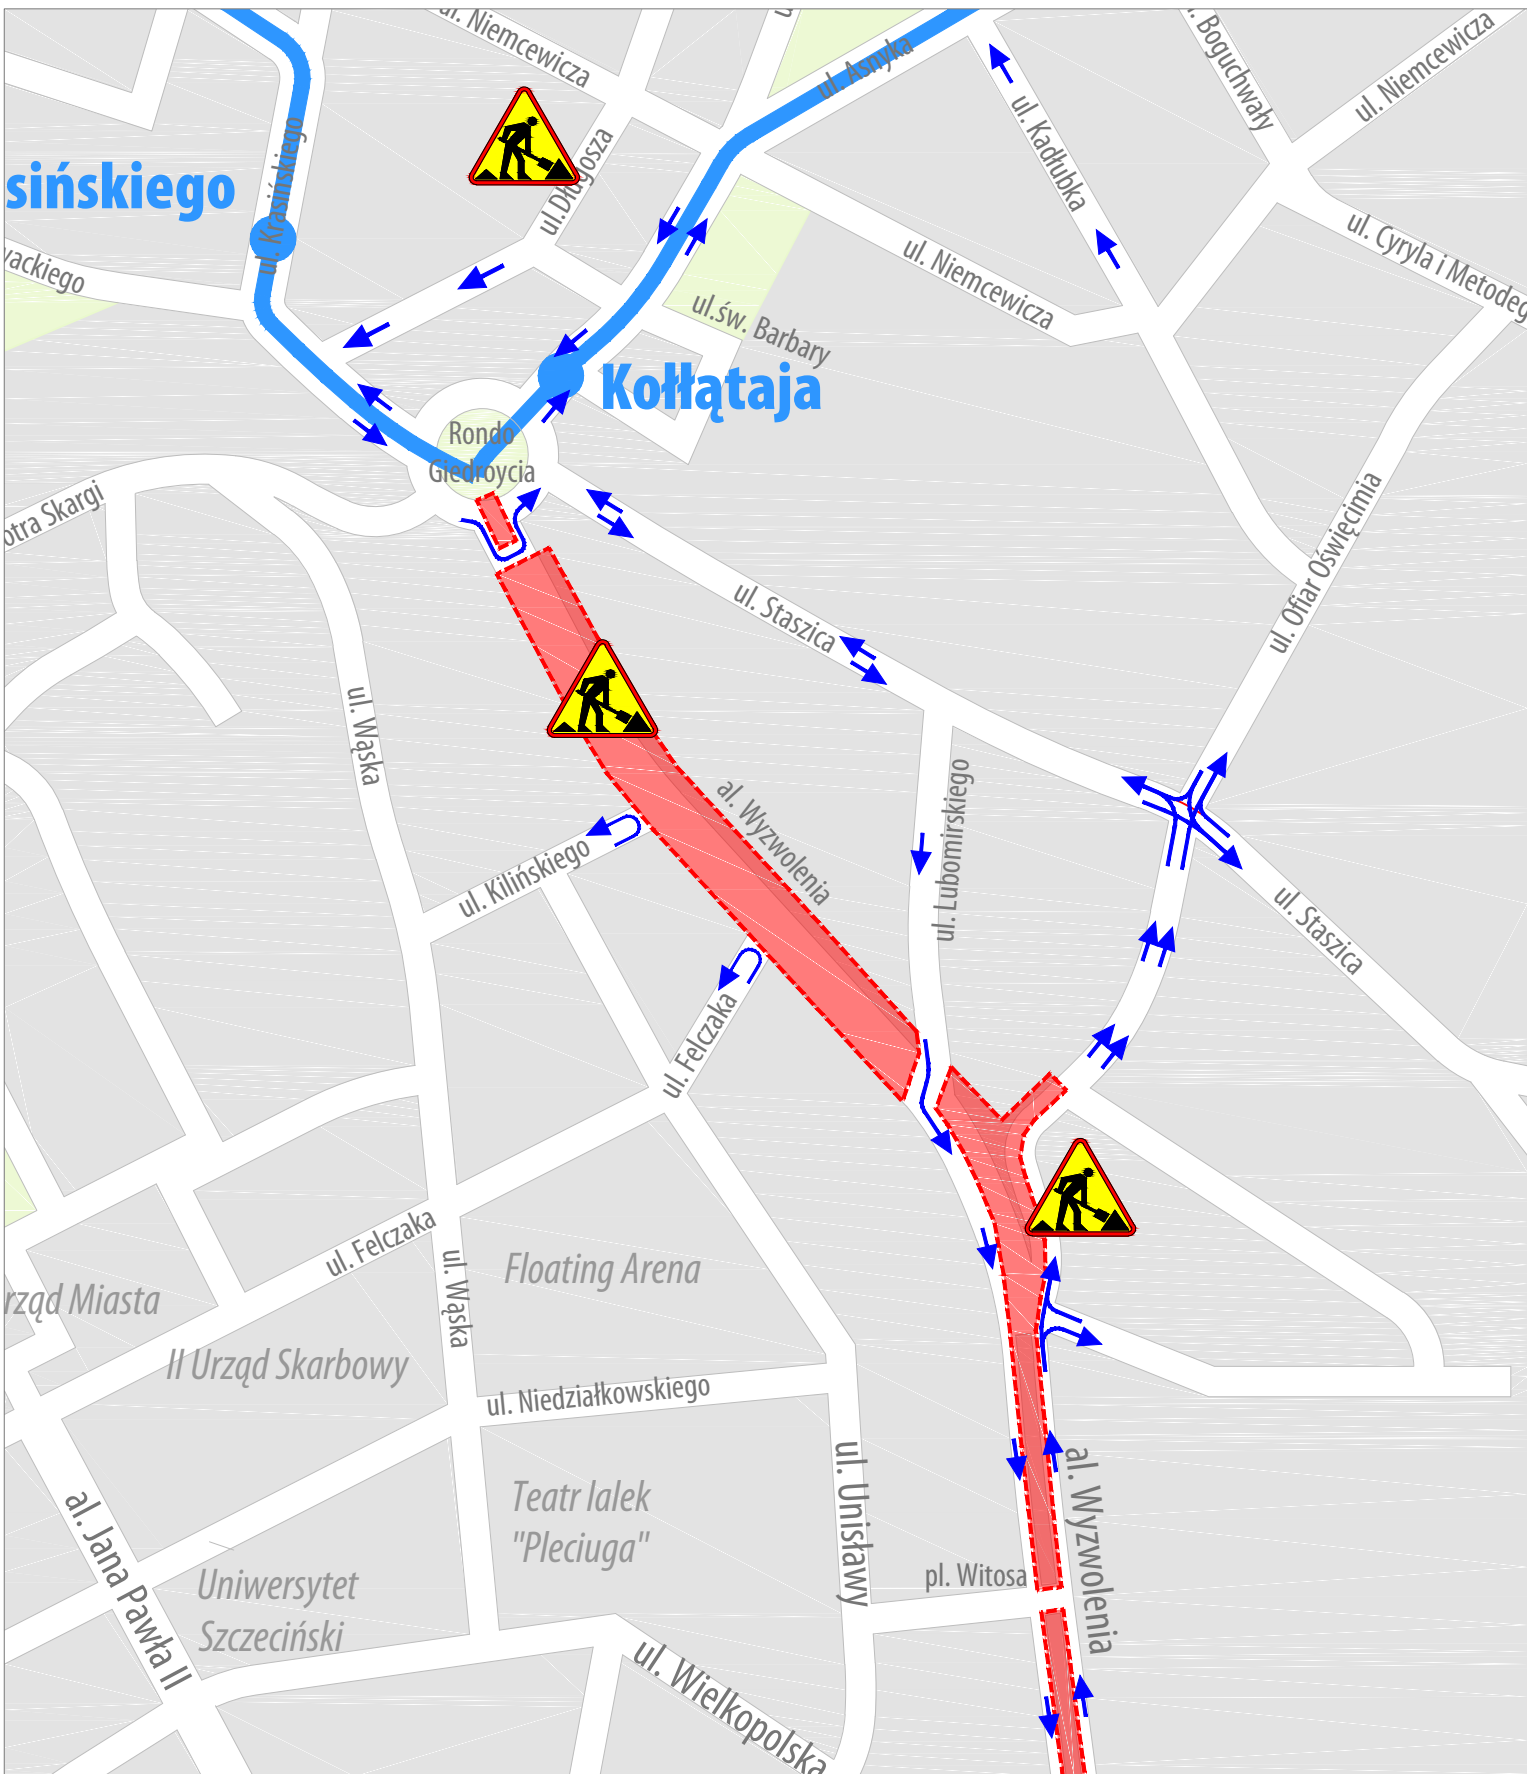 ul. Niemcewicza
ul. Asnyka
ul. Boguchwały
ul. Niemcewicza
ul. Krasińskiego
ul.Długosza
ul. Kadłubka
sińskiego
ul. Cyryla i Metodeg
wackiego
ul. Niemcewicza
ul.św. Barbary
Kołłątaja
Rondo
Giedroycia
otra Skargi
ul. Staszica
ul. Ofiar Oświęcimia
ul. Wąska
al. Wyzwolenia
ul. Lubomirskiego
ul. Kilińskiego
ul. Staszica
ul. Felczaka
ul. Felczaka
ul. Wąska
Floating Arena
rząd Miasta
II Urząd Skarbowy
ul. Niedziałkowskiego
ul. Unisławy
al. Wyzwolenia
al. Jana Pawła II
Teatr lalek
"Pleciuga"
pl. Witosa
Uniwersytet
Szczeciński
ul. Wielkopolska